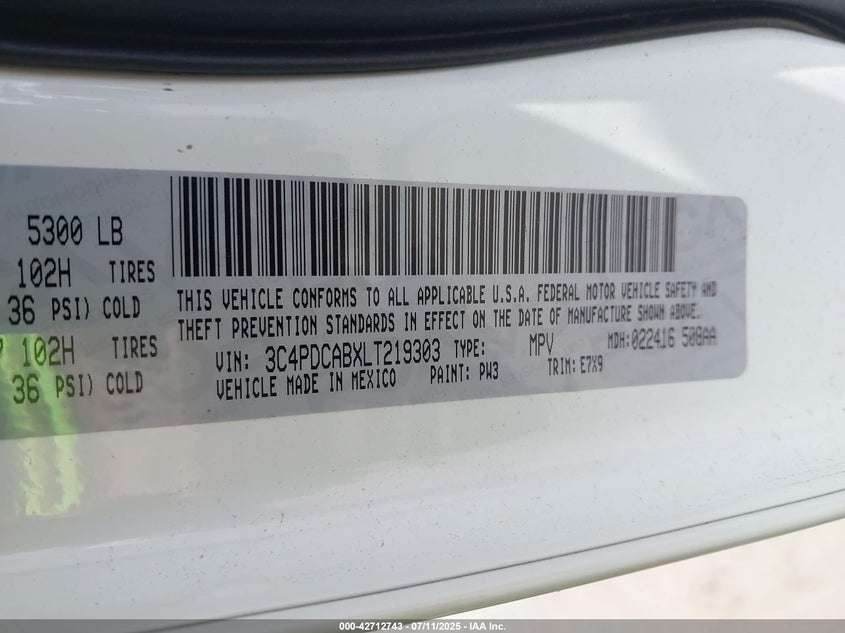 5300 LB
102H TIRES
36 PSI) COLD
102H TIRES
36 PSI) COLD
THIS VEHICLE CONFORMS TO ALL APPLICABLE U.S.A. FEDERAL MOTOR VEHICLE SAFETY AND
THEFT PREVENTION STANDARDS IN EFFECT ON THE DATE OF MANUFACTURE SHOWN ABOVE.
VIN: 3C4PDCABXLT219303 TYPE: MPV MDH:022416 508AA
VEHICLE MADE IN MEXICO PAINT: PW3 TRIM: E7X9
000-42712743 - 07/11/2025 - IAA Inc.